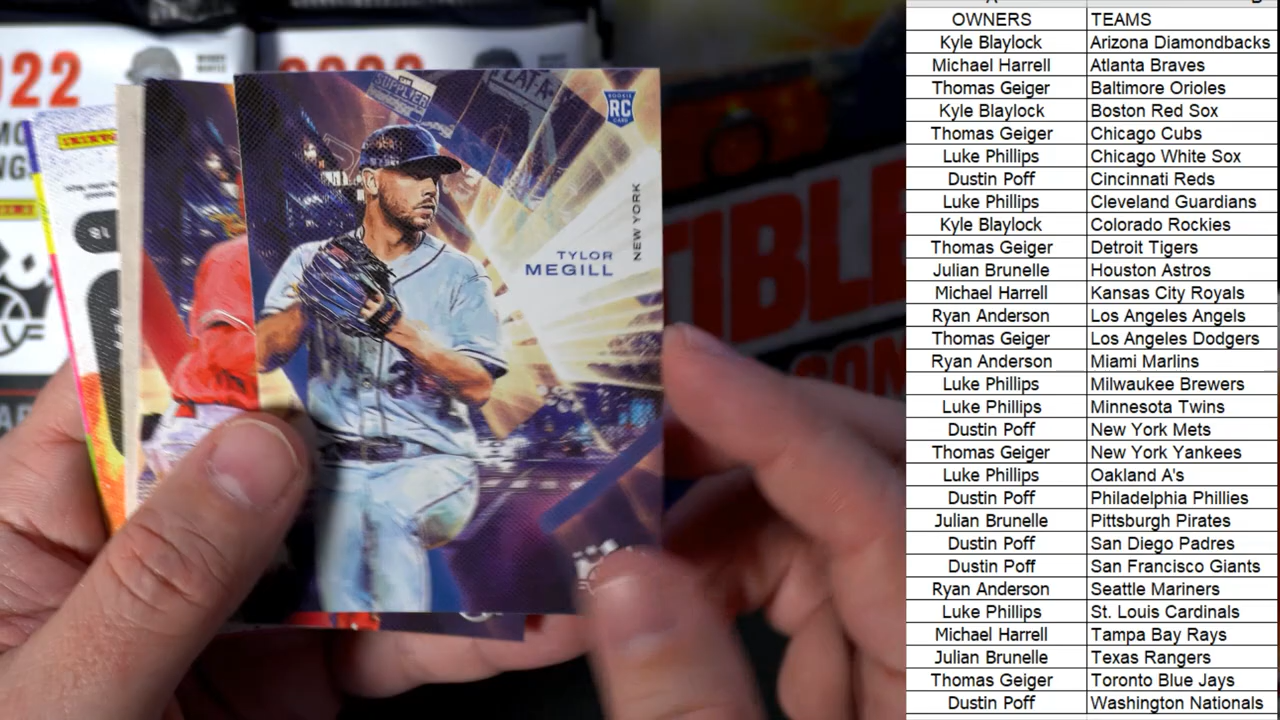 022
SUPPLIER
ROOKIE
RC
NEW YORK
TYLOR
MEGILL
TIBLE
OWNERS TEAMS
Kyle Blaylock Arizona Diamondbacks
Michael Harrell Atlanta Braves
Thomas Geiger Baltimore Orioles
Kyle Blaylock Boston Red Sox
Thomas Geiger Chicago Cubs
Luke Phillips Chicago White Sox
Dustin Poff Cincinnati Reds
Luke Phillips Cleveland Guardians
Kyle Blaylock Colorado Rockies
Thomas Geiger Detroit Tigers
Julian Brunelle Houston Astros
Michael Harrell Kansas City Royals
Ryan Anderson Los Angeles Angels
Thomas Geiger Los Angeles Dodgers
Ryan Anderson Miami Marlins
Luke Phillips Milwaukee Brewers
Luke Phillips Minnesota Twins
Dustin Poff New York Mets
Thomas Geiger New York Yankees
Luke Phillips Oakland A's
Dustin Poff Philadelphia Phillies
Julian Brunelle Pittsburgh Pirates
Dustin Poff San Diego Padres
Dustin Poff San Francisco Giants
Ryan Anderson Seattle Mariners
Luke Phillips St. Louis Cardinals
Michael Harrell Tampa Bay Rays
Julian Brunelle Texas Rangers
Thomas Geiger Toronto Blue Jays
Dustin Poff Washington Nationals